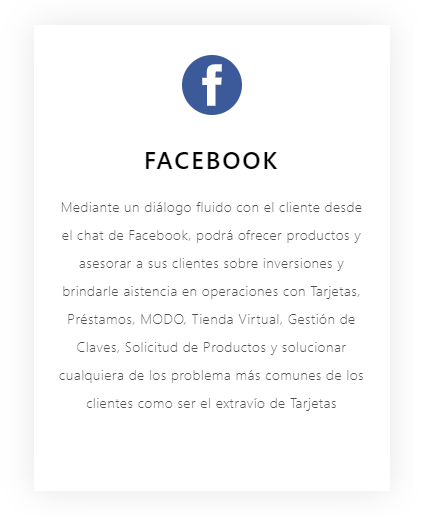 FACEBOOK
Mediante un diálogo fluido con el cliente desde
el chat de Facebook, podrá ofrecer productos y
asesorar a sus clientes sobre inversiones y
brindarle aistencia en operaciones con Tarjetas,
Préstamos, MODO, Tienda Virtual, Gestión de
Claves, Solicitud de Productos y solucionar
cualquiera de los problema más comunes de los
clientes como ser el extravío de Tarjetas